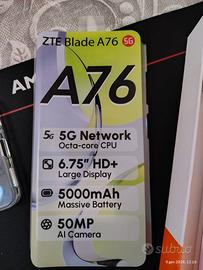 ZTE Blade A76 5G
A76
5G 5G Network
Octa-core CPU
6.75" HD+
Large Display
5000mAh
Massive Battery
50MP
AI Camera
AM
subito